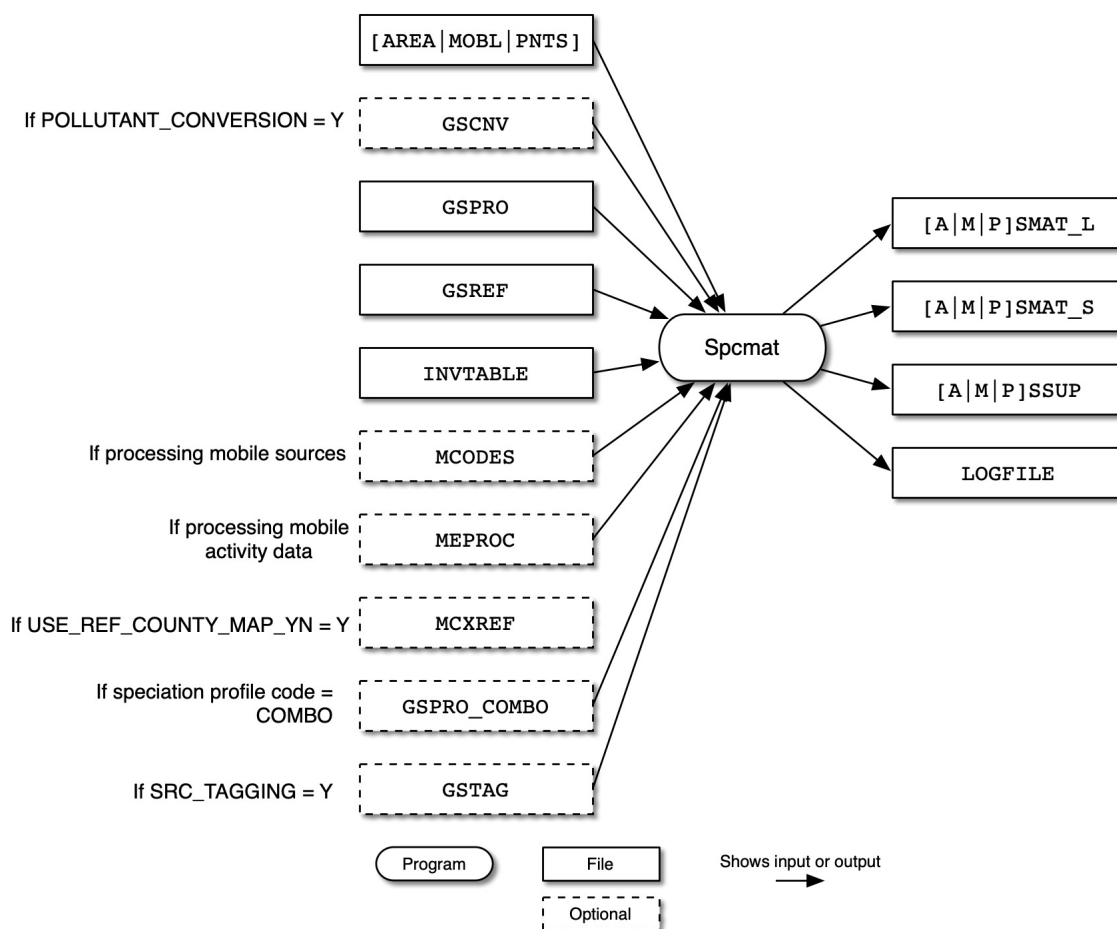 [AREA|MOBL|PNTS]
If POLLUTANT_CONVERSION = Y
GSCNV
GSPRO
GSREF
INVTABLE
If processing mobile sources
MCODES
If processing mobile
activity data
MEPROC
If USE_REF_COUNTY_MAP_YN = Y
MCXREF
If speciation profile code =
COMBO
GSPRO_COMBO
If SRC_TAGGING = Y
GSTAG
Spcmat
[A|M|P]SMAT_L
[A|M|P]SMAT_S
[A|M|P]SSUP
LOGFILE
Program
File
Shows input or output
Optional